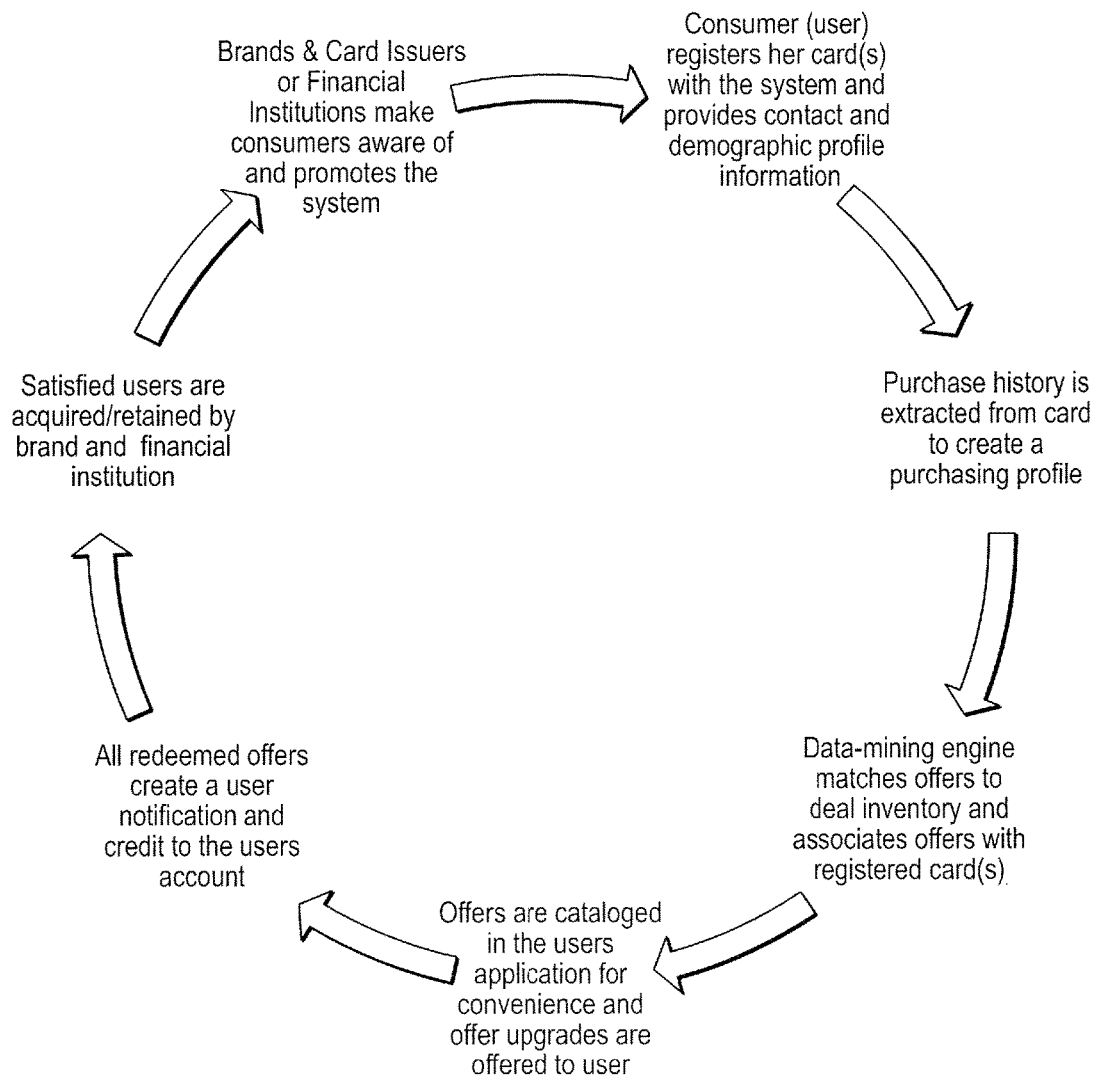 Brands & Card Issuers
or Financial
Institutions make
consumers aware of
and promotes the
system
Consumer (user)
registers her card(s)
with the system and
provides contact and
demographic profile
information
Purchase history is
extracted from card
to create a
purchasing profile
Data-mining engine
matches offers to
deal inventory and
associates offers with
registered card(s)
Offers are cataloged
in the users
application for
convenience and
offer upgrades are
offered to user
All redeemed offers
create a user
notification and
credit to the users
account
Satisfied users are
acquired/retained by
brand and financial
institution